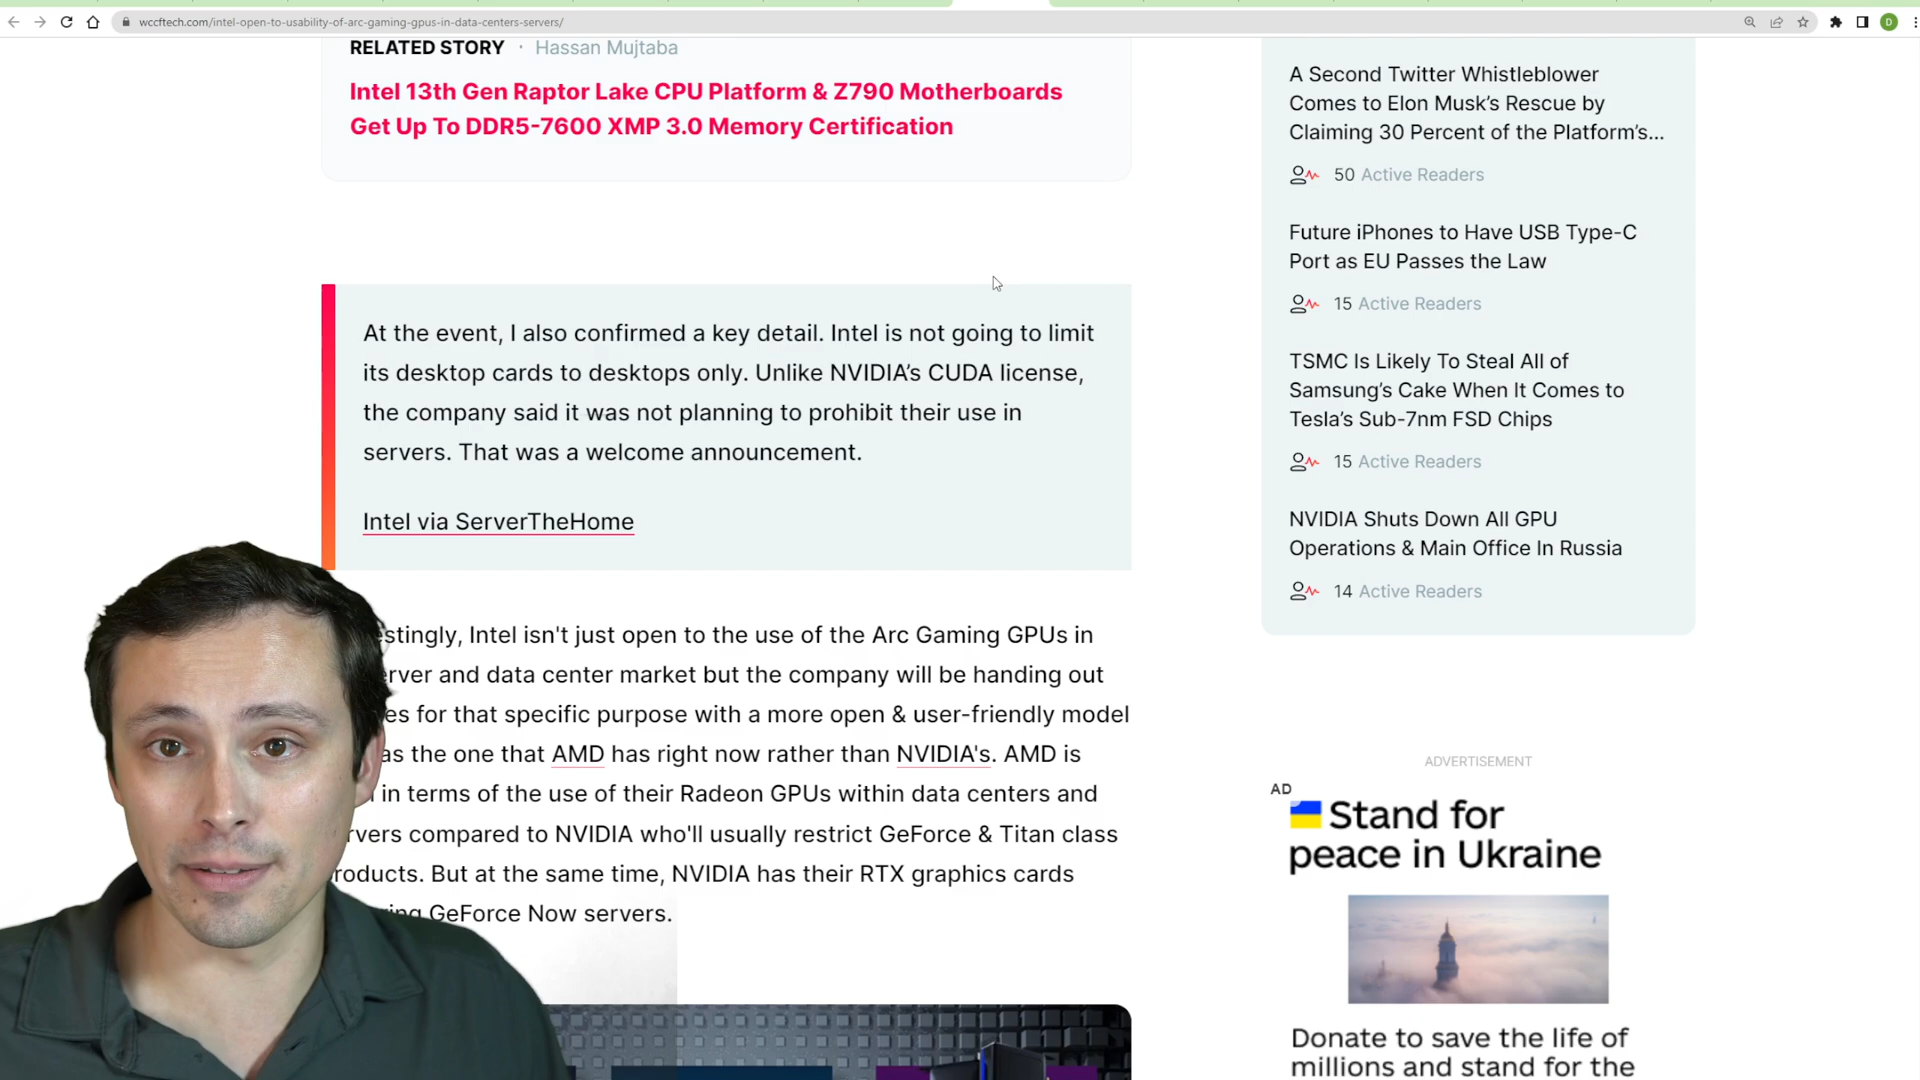 wccftech.com/intel-open-to-usability-of-arc-gaming-gpus-in-data-centers-servers/
D
RELATED STORY · Hassan Mujtaba
Intel 13th Gen Raptor Lake CPU Platform & Z790 Motherboards
Get Up To DDR5-7600 XMP 3.0 Memory Certification
At the event, I also confirmed a key detail. Intel is not going to limit
its desktop cards to desktops only. Unlike NVIDIA's CUDA license,
the company said it was not planning to prohibit their use in
servers. That was a welcome announcement.
Intel via ServerTheHome
estingly, Intel isn't just open to the use of the Arc Gaming GPUs in
erver and data center market but the company will be handing out
es for that specific purpose with a more open & user-friendly model
as the one that AMD has right now rather than NVIDIA's. AMD is
in terms of the use of their Radeon GPUs within data centers and
rvers compared to NVIDIA who'll usually restrict GeForce & Titan class
roducts. But at the same time, NVIDIA has their RTX graphics cards
ing GeForce Now servers.
A Second Twitter Whistleblower
Comes to Elon Musk's Rescue by
Claiming 30 Percent of the Platform's...
50 Active Readers
Future iPhones to Have USB Type-C
Port as EU Passes the Law
15 Active Readers
TSMC Is Likely To Steal All of
Samsung's Cake When It Comes to
Tesla's Sub-7nm FSD Chips
15 Active Readers
NVIDIA Shuts Down All GPU
Operations & Main Office In Russia
14 Active Readers
ADVERTISEMENT
AD
Stand for
peace in Ukraine
Donate to save the life of
millions and stand for the